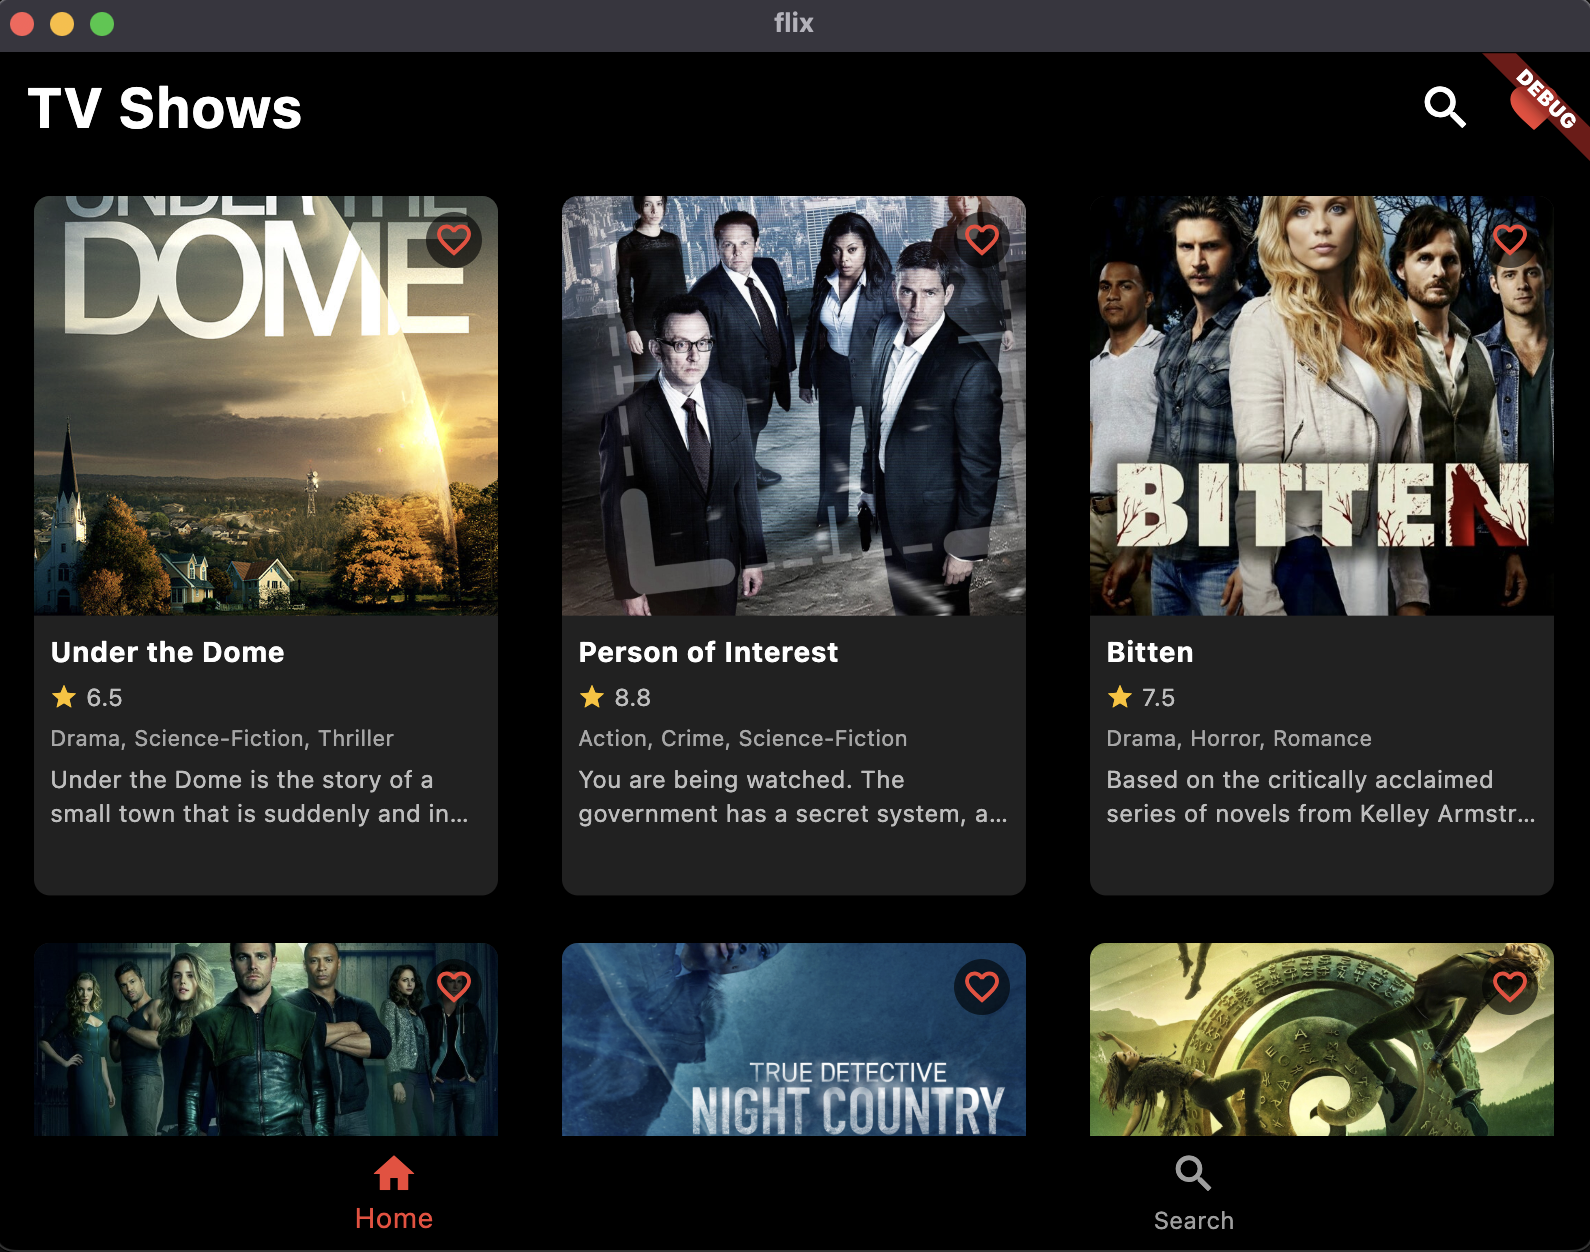 flix
DEBUG
TV Shows
UNDER THE
DOME
BITTEN
Under the Dome
6.5
Drama, Science-Fiction, Thriller
Under the Dome is the story of a
small town that is suddenly and in...
Person of Interest
8.8
Action, Crime, Science-Fiction
You are being watched. The
government has a secret system, a...
Bitten
7.5
Drama, Horror, Romance
Based on the critically acclaimed
series of novels from Kelley Armstr...
TRUE DETECTIVE
NIGHT COUNTRY
Home
Search